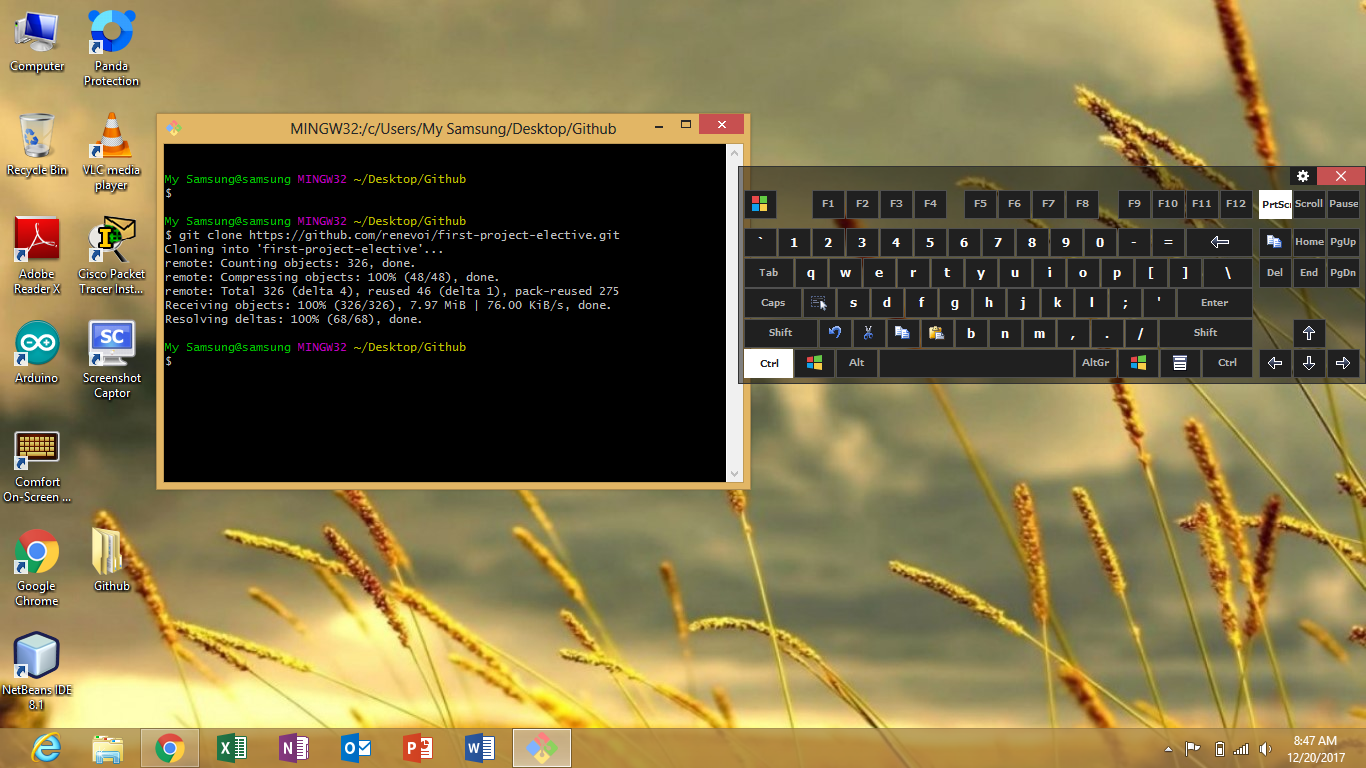 Computer
Panda
Protection
Recycle Bin
VLC media
player
Adobe
Reader X
Cisco Packet
Tracer Inst...
Arduino
SC
Screenshot
Captor
Comfort
On-Screen ...
Google
Chrome
Github
NetBeans IDE
8.1
MINGW32:/c/Users/My Samsung/Desktop/Github
My Samsung@samsung MINGW32 ~/Desktop/Github
$
My Samsung@samsung MINGW32 ~/Desktop/Github
$ git clone https://github.com/renevoi/first-project-elective.git
Cloning into 'first-project-elective'...
remote: Counting objects: 326, done.
remote: Compressing objects: 100% (48/48), done.
remote: Total 326 (delta 4), reused 46 (delta 1), pack-reused 275
Receiving objects: 100% (326/326), 7.97 MiB | 76.00 KiB/s, done.
Resolving deltas: 100% (68/68), done.
My Samsung@samsung MINGW32 ~/Desktop/Github
$
F1 F2 F3 F4 F5 F6 F7 F8 F9 F10 F11 F12 PrtScr Scroll Pause
` 1 2 3 4 5 6 7 8 9 0 - = Home PgUp
Tab q w e r t y u i o p [ ] \ Del End PgDn
Caps s d f g h j k l ; ' Enter
Shift b n m , . / Shift
Ctrl Alt AltGr Ctrl
8:47 AM
12/20/2017